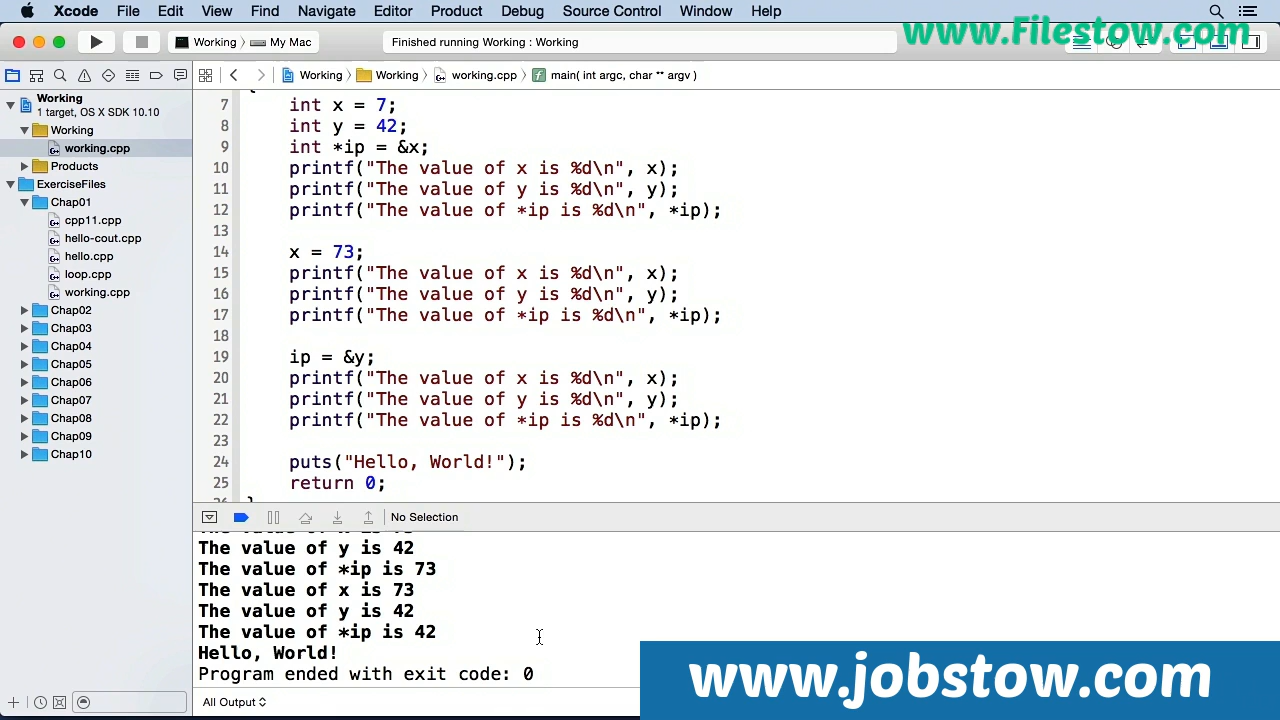 Xcode File Edit View Find Navigate Editor Product Debug Source Control Window Help
www.Filestow.com
Working My Mac Finished running Working : Working
Working Working working.cpp main( int argc, char ** argv )
Working
1 target, OS X SDK 10.10
Working
working.cpp
Products
ExerciseFiles
Chap01
cpp11.cpp
hello-cout.cpp
hello.cpp
loop.cpp
working.cpp
Chap02
Chap03
Chap04
Chap05
Chap06
Chap07
Chap08
Chap09
Chap10
7 int x = 7;
8 int y = 42;
9 int *ip = &x;
10 printf("The value of x is %d\n", x);
11 printf("The value of y is %d\n", y);
12 printf("The value of *ip is %d\n", *ip);
13
14 x = 73;
15 printf("The value of x is %d\n", x);
16 printf("The value of y is %d\n", y);
17 printf("The value of *ip is %d\n", *ip);
18
19 ip = &y;
20 printf("The value of x is %d\n", x);
21 printf("The value of y is %d\n", y);
22 printf("The value of *ip is %d\n", *ip);
23
24 puts("Hello, World!");
25 return 0;
No Selection
The value of y is 42
The value of *ip is 73
The value of x is 73
The value of y is 42
The value of *ip is 42
Hello, World!
Program ended with exit code: 0
All Output
www.jobstow.com